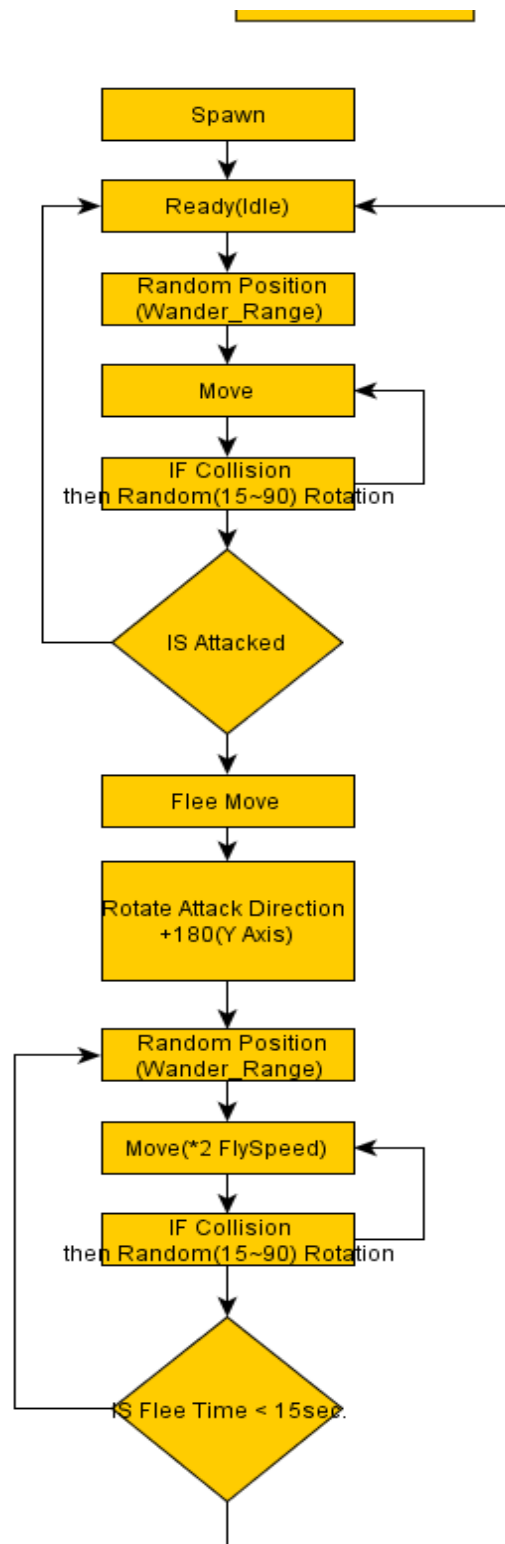 Spawn
Ready(Idle)
Random Position
(Wander_Range)
Move
IF Collision
then Random(15~90) Rotation
IS Attacked
Flee Move
Rotate Attack Direction
+180(Y Axis)
Random Position
(Wander_Range)
Move(*2 FlySpeed)
IF Collision
then Random(15~90) Rotation
IS Flee Time < 15sec.